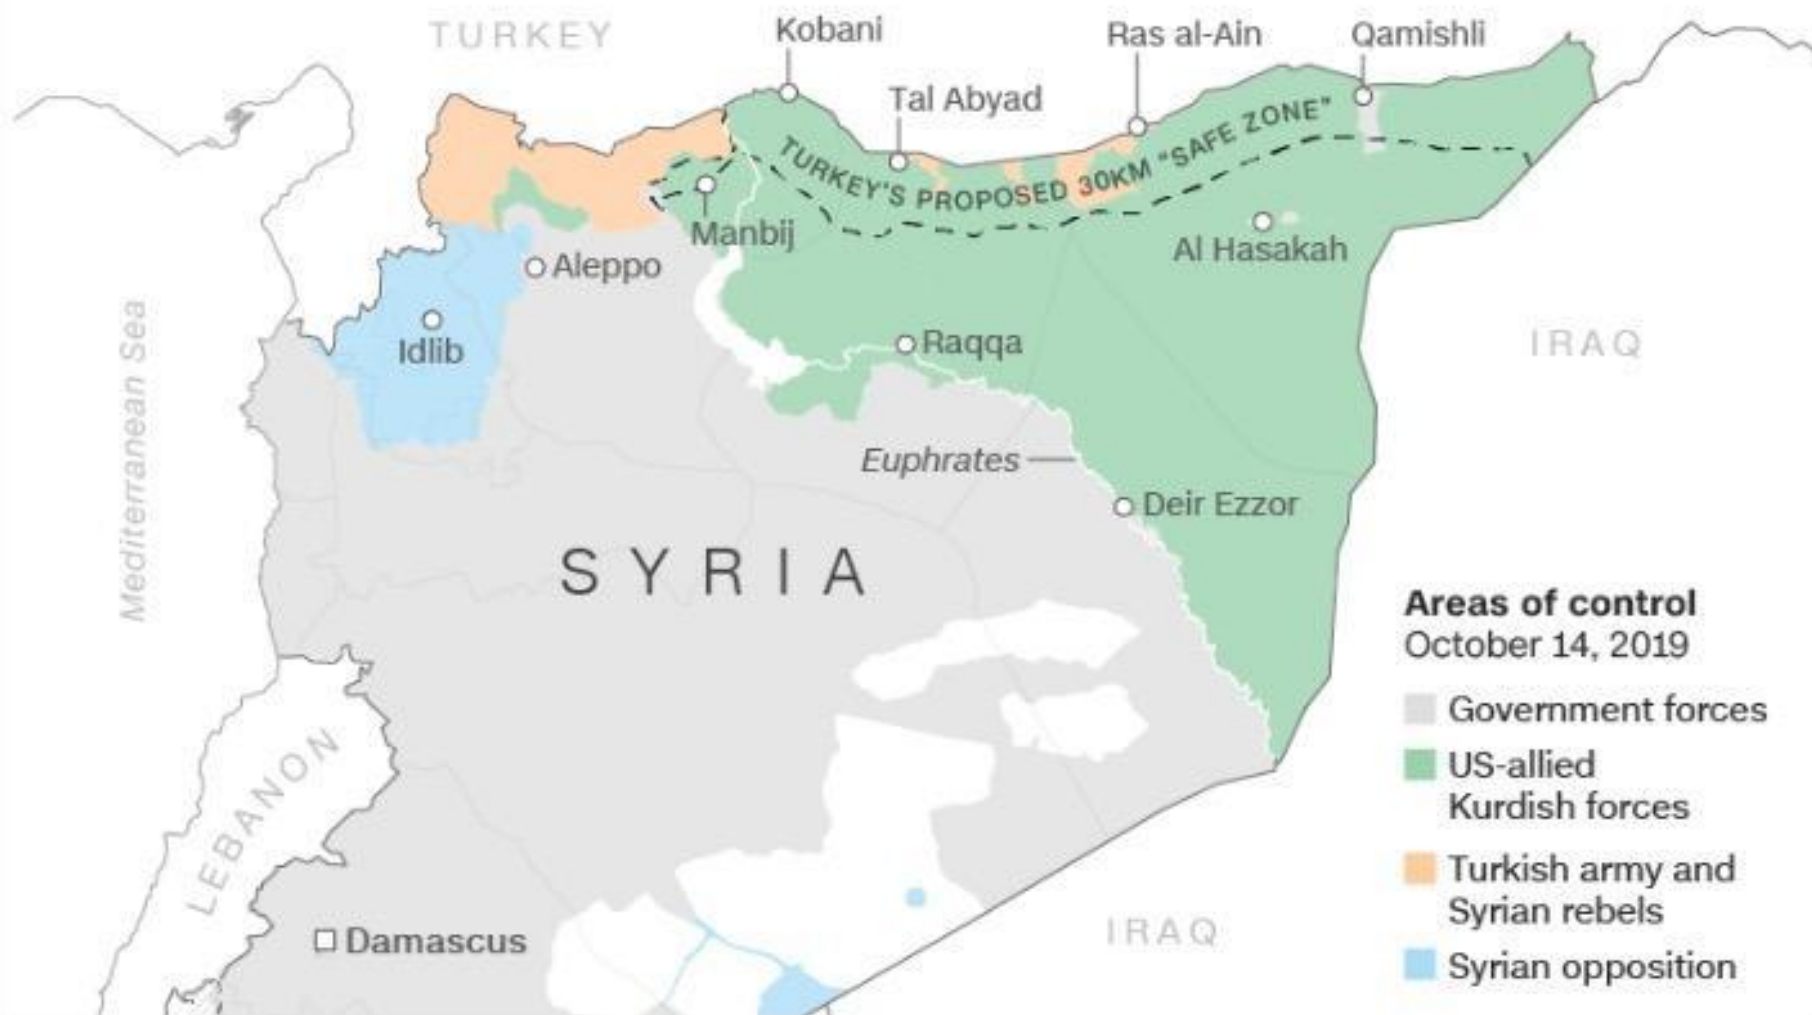 TURKEY
Kobani
Ras al-Ain
Qamishli
Tal Abyad
TURKEY'S PROPOSED 30KM "SAFE ZONE"
Manbij
Al Hasakah
Aleppo
Idlib
Raqqa
IRAQ
Mediterranean Sea
Euphrates
Deir Ezzor
SYRIA
Areas of control
October 14, 2019
Government forces
US-allied
Kurdish forces
Turkish army and
Syrian rebels
Syrian opposition
LEBANON
Damascus
IRAQ